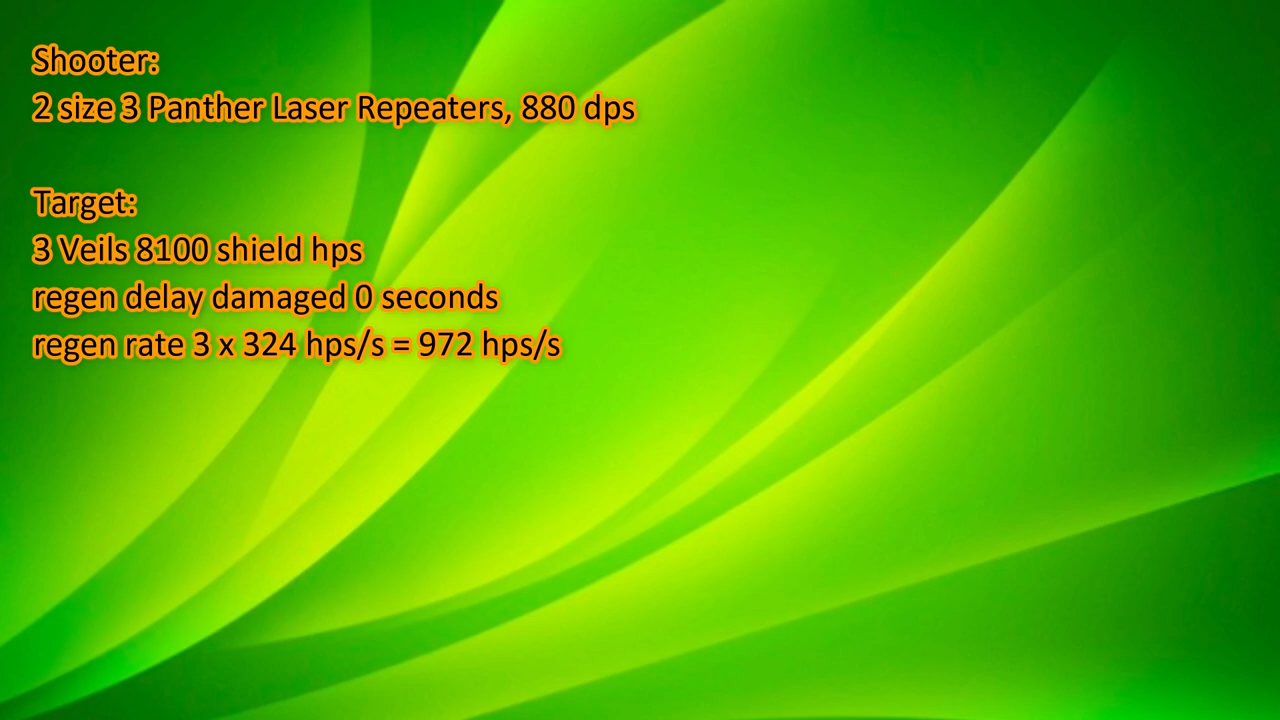 Shooter:
2 size 3 Panther Laser Repeaters, 880 dps
Target:
3 Veils 8100 shield hps
regen delay damaged 0 seconds
regen rate 3 x 324 hps/s = 972 hps/s